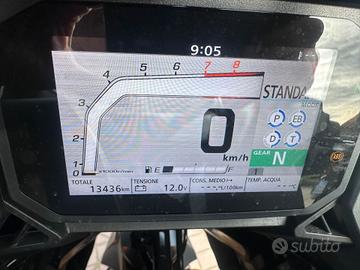 9:05
4 5 6 7 8
STANDA
3
P EB
0
D T
2
km/h
GEAR N
1
0 x1000r/min
E F
TOTALE TENSIONE CONS. MEDIO TEMP. ACQUA
13436km 12.0V --.-ℓ/100km ---
subito